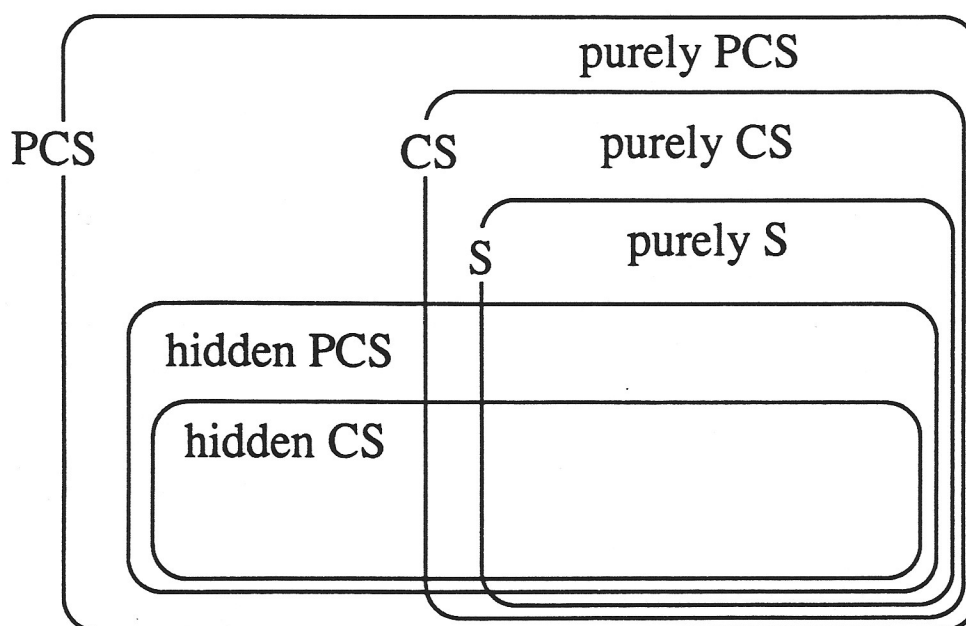 purely PCS
PCS
CS
purely CS
S
purely S
hidden PCS
hidden CS